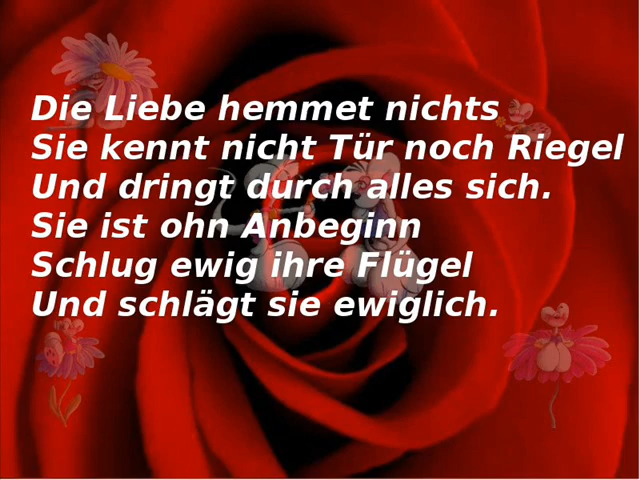 Die Liebe hemmet nichts
Sie kennt nicht Tür noch Riegel
Und dringt durch alles sich.
Sie ist ohn Anbeginn
Schlug ewig ihre Flügel
Und schlägt sie ewiglich.